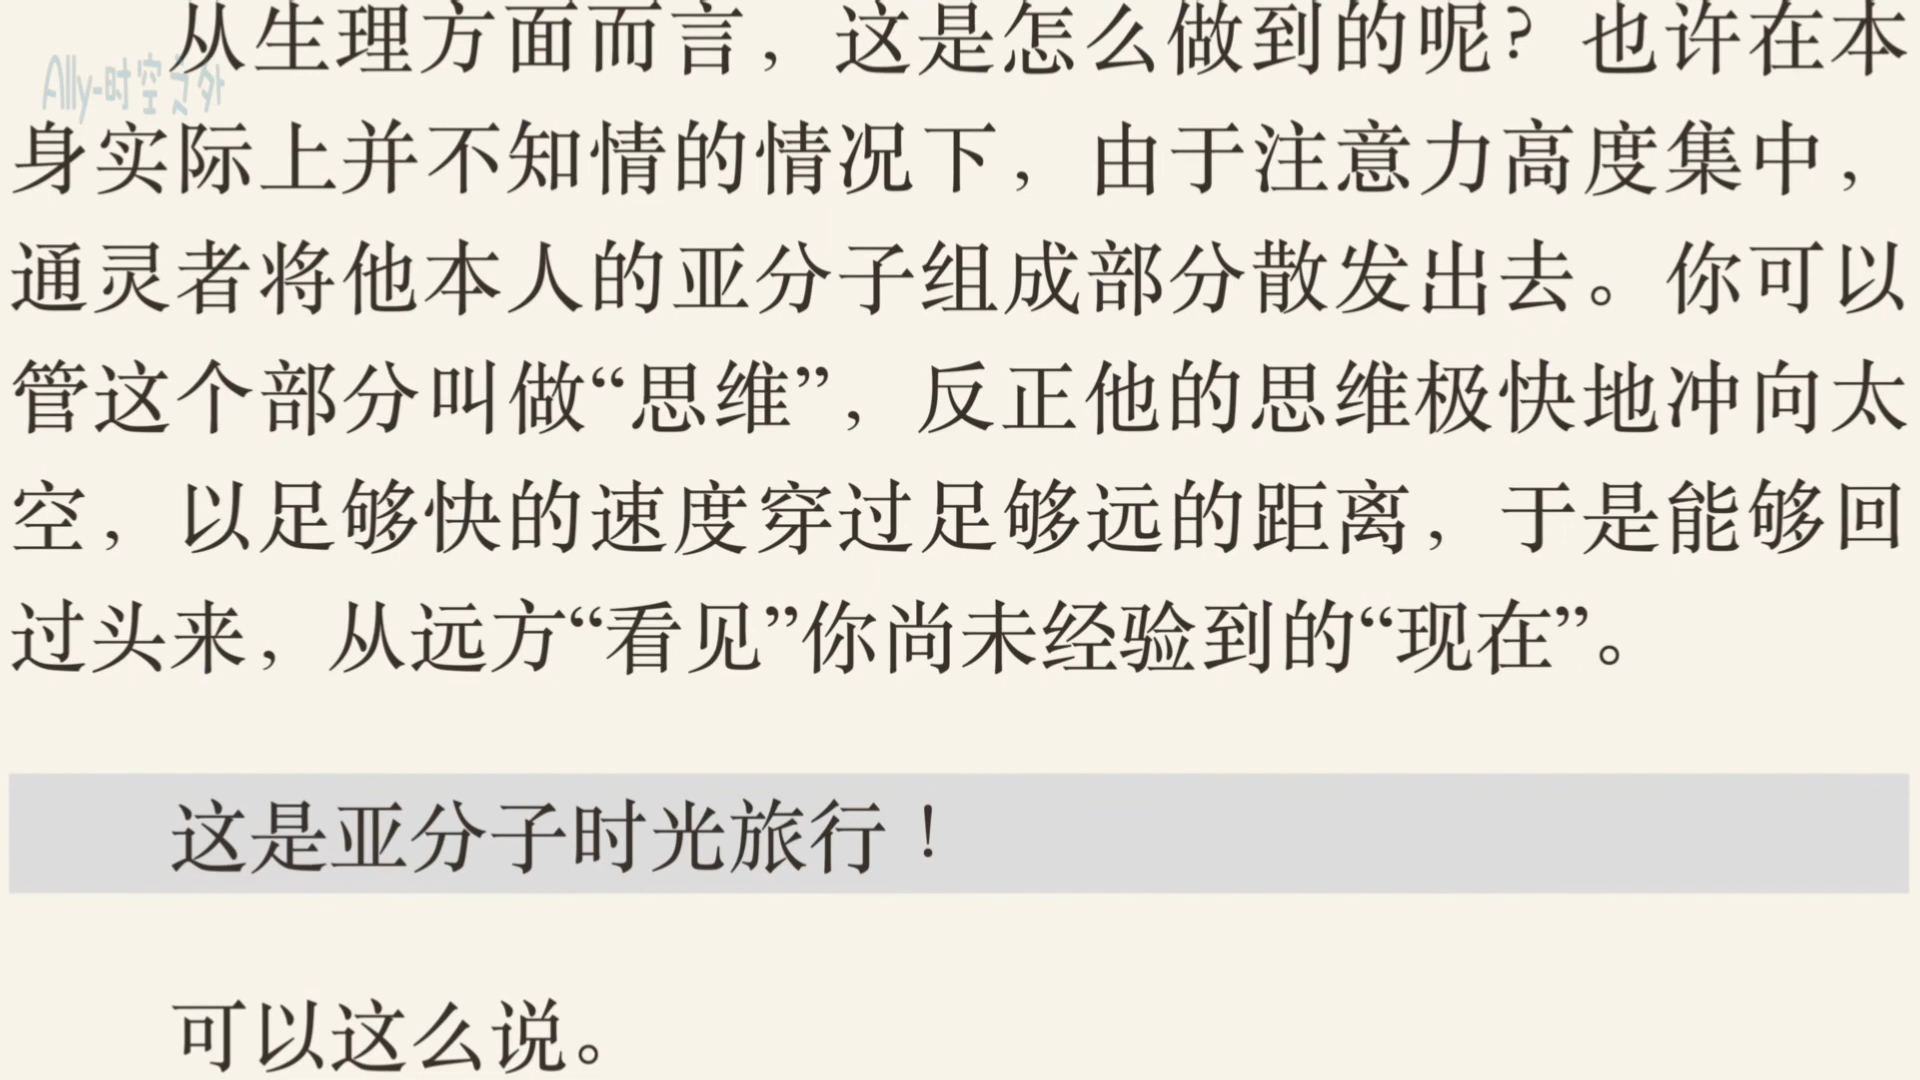 从生理方面而言，这是怎么做到的呢？也许在本
Ally-时空之外
身实际上并不知情的情况下，由于注意力高度集中，
通灵者将他本人的亚分子组成部分散发出去。你可以
管这个部分叫做“思维”，反正他的思维极快地冲向太
空，以足够快的速度穿过足够远的距离，于是能够回
过头来，从远方“看见”你尚未经验到的“现在”。
这是亚分子时光旅行！
可以这么说。